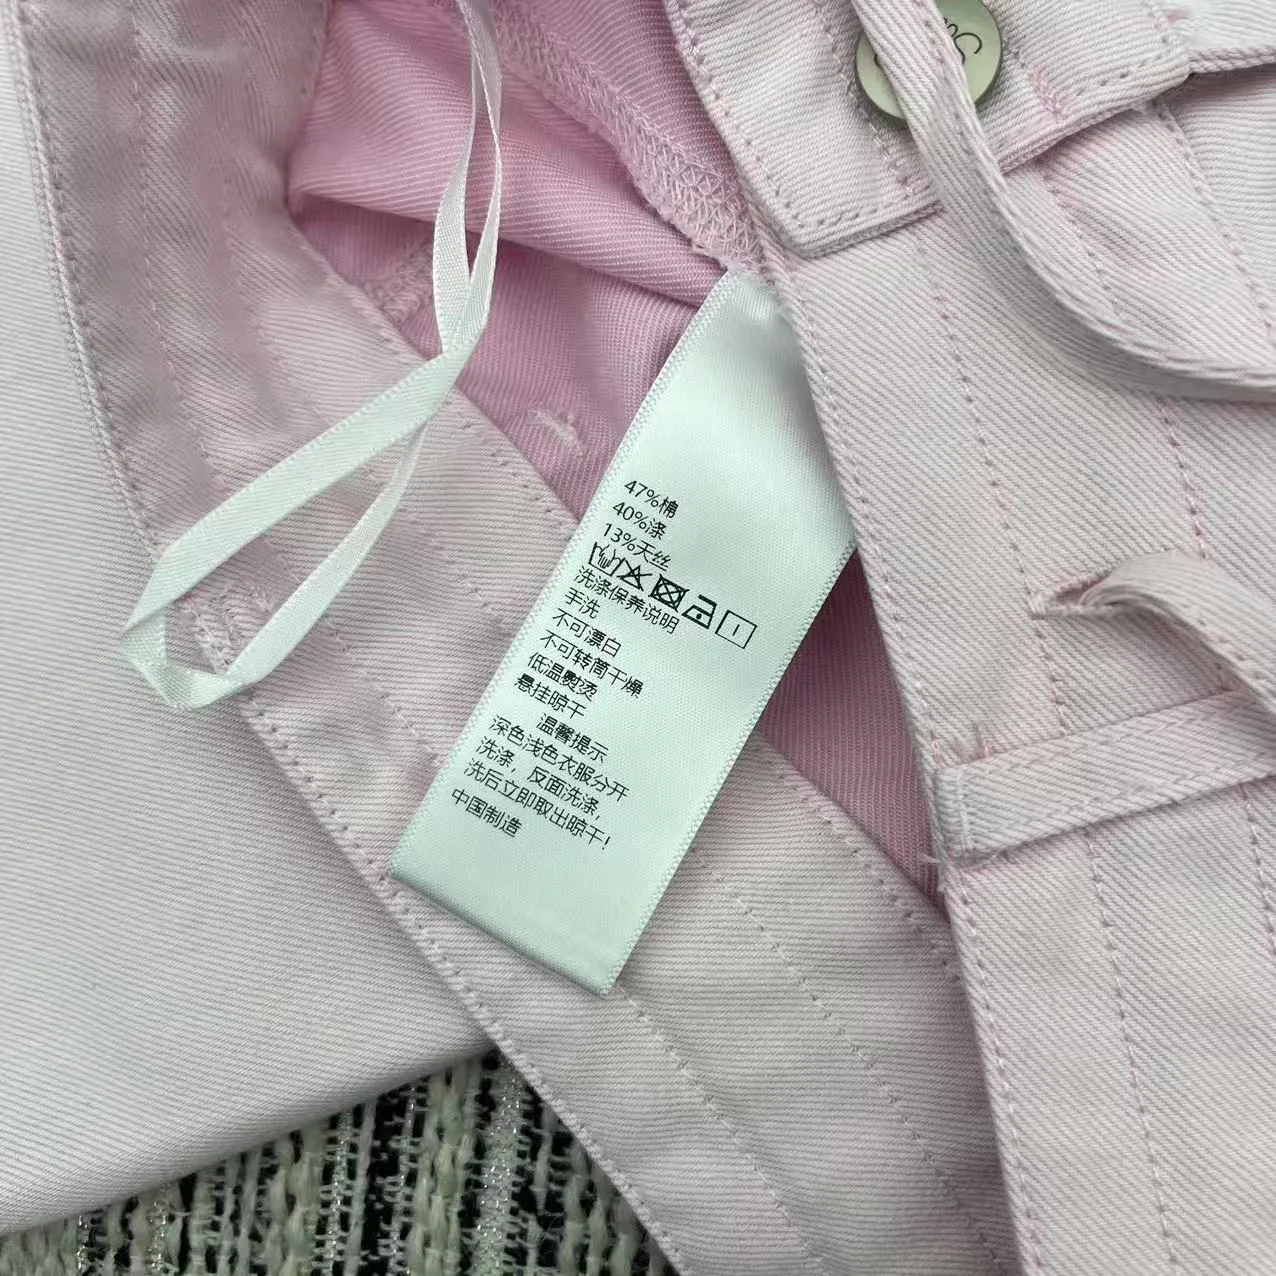 47%棉
40%涤
13%天丝
洗涤保养说明
手洗
不可漂白
不可转筒干燥
低温熨烫
悬挂晾干
温馨提示
深色浅色衣服分开
洗涤，反面洗涤，
洗后立即取出晾干！
中国制造